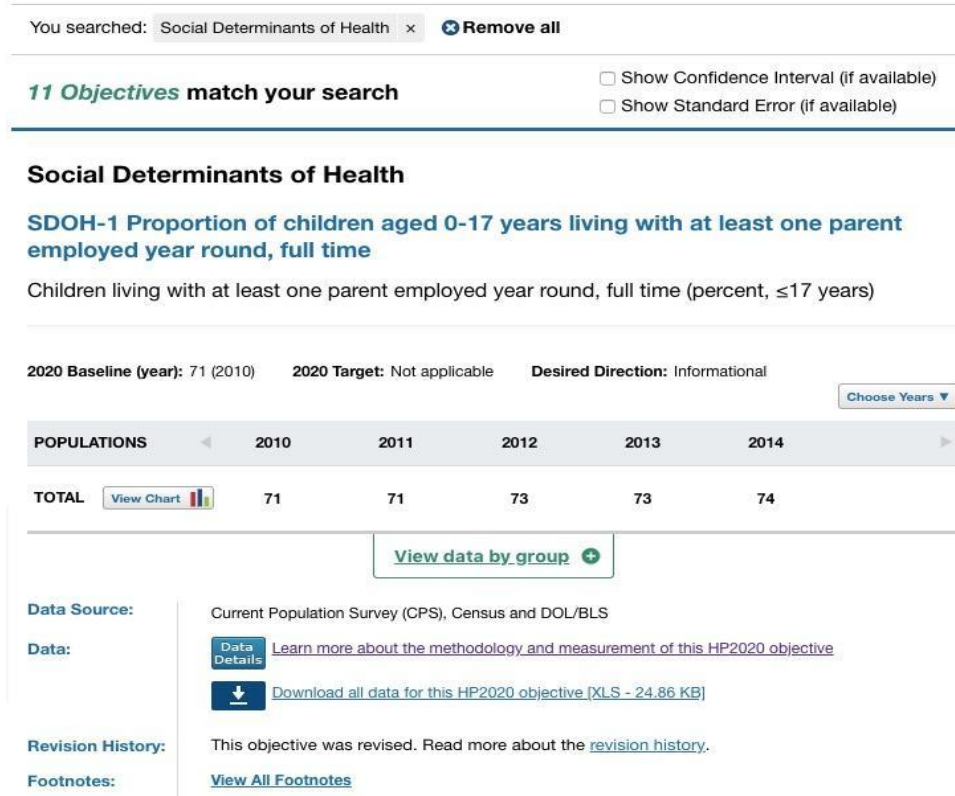 You searched: Social Determinants of Health × Remove all
11 Objectives match your search
Show Confidence Interval (if available)
Show Standard Error (if available)
Social Determinants of Health
SDOH-1 Proportion of children aged 0-17 years living with at least one parent
employed year round, full time
Children living with at least one parent employed year round, full time (percent, ≤17 years)
2020 Baseline (year): 71 (2010) 2020 Target: Not applicable Desired Direction: Informational
Choose Years ▼
POPULATIONS 2010 2011 2012 2013 2014
TOTAL View Chart 71 71 73 73 74
View data by group
Data Source: Current Population Survey (CPS), Census and DOL/BLS
Data: Data Details Learn more about the methodology and measurement of this HP2020 objective
Download all data for this HP2020 objective [XLS - 24.86 KB]
Revision History: This objective was revised. Read more about the revision history.
Footnotes: View All Footnotes